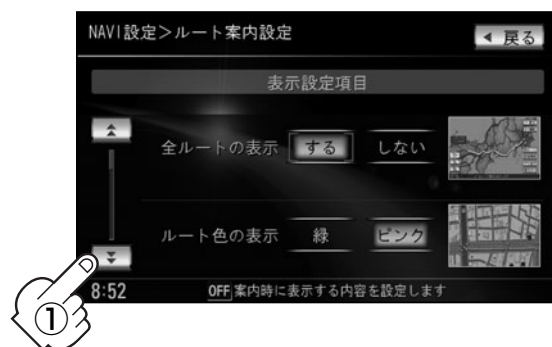 NAVI設定＞ルート案内設定
戻る
表示設定項目
全ルートの表示 する しない
ルート色の表示 緑 ピンク
8:52 OFF 案内時に表示する内容を設定します
①